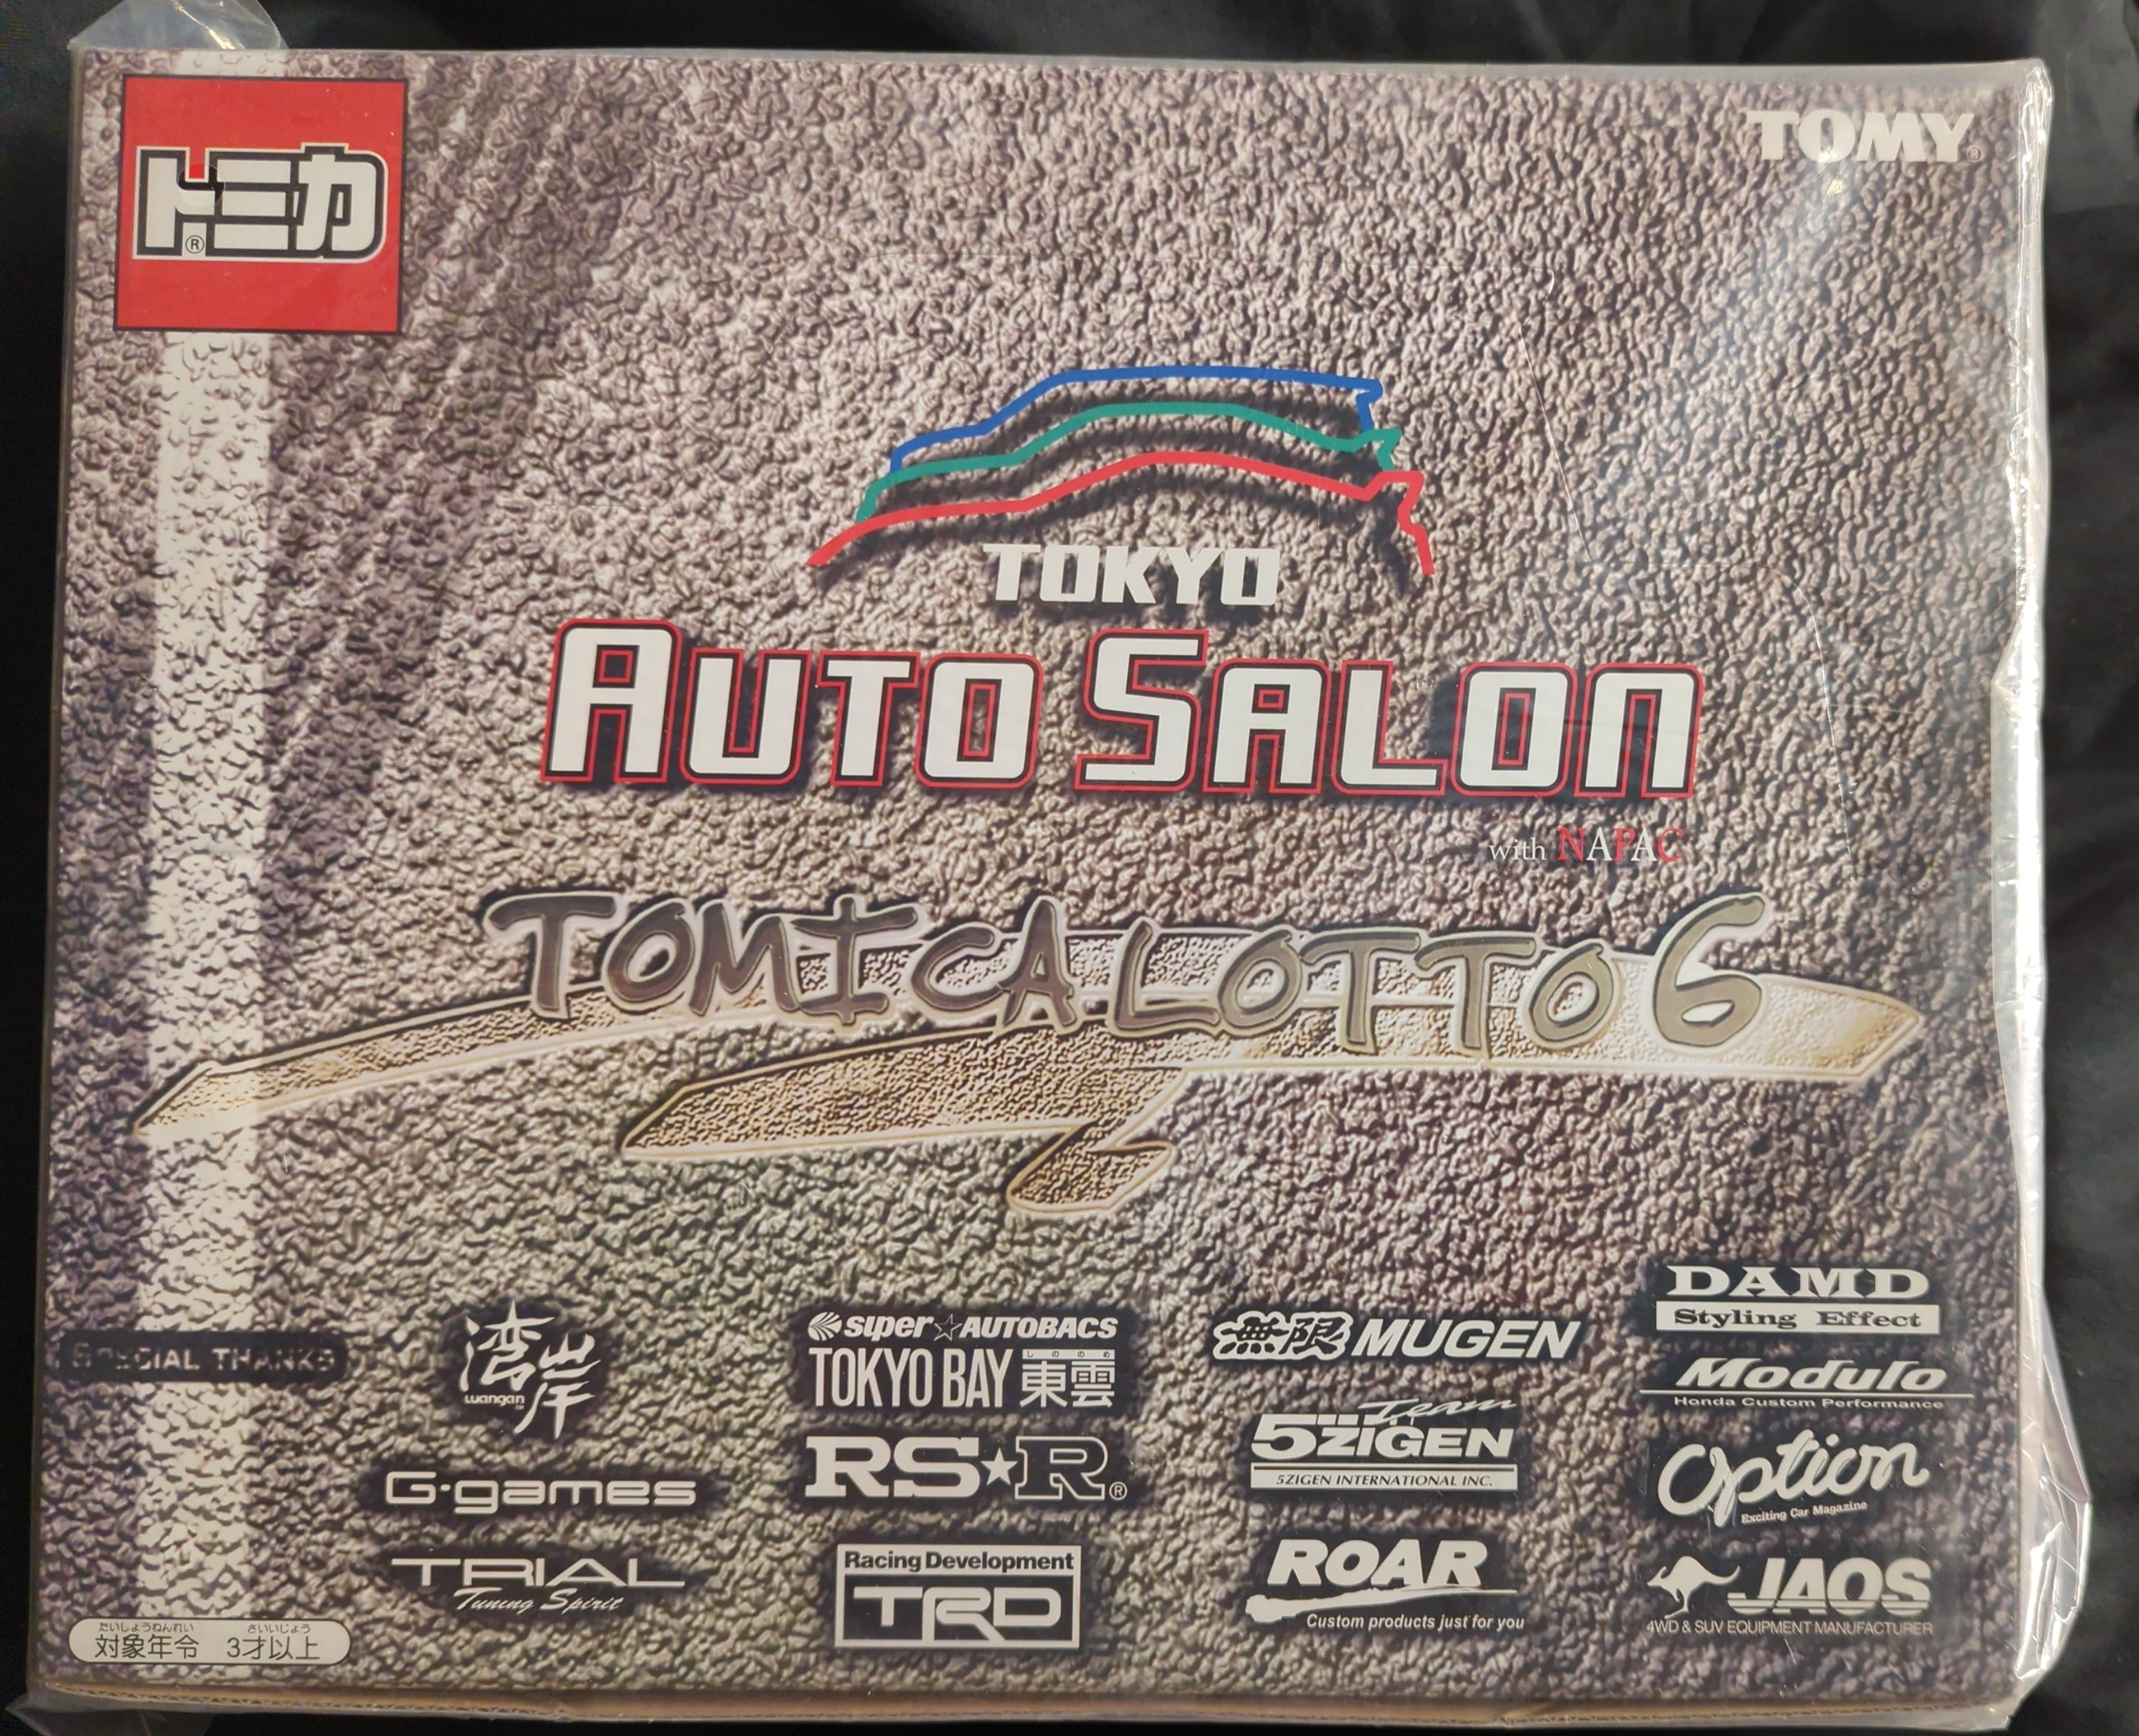 トミカ®
TOMY®
TOKYO
AUTO SALON
with NAPAC
TOMICA LOTTO 6
SPECIAL THANKS
湾岸
wangan™
G·games
TRIAL
Tuning Spirit
super☆AUTOBACS
しののめ
TOKYO BAY 東雲
RS★R®
Racing Development
TRD
無限 MUGEN
Team
5ZIGEN
5ZIGEN INTERNATIONAL INC.
ROAR
Custom products just for you
DAMD
Styling Effect
Modulo
Honda Custom Performance
Option
Exciting Car Magazine
JAOS
4WD & SUV EQUIPMENT MANUFACTURER
たいしょうねんれい さいいじょう
対象年令 3才以上